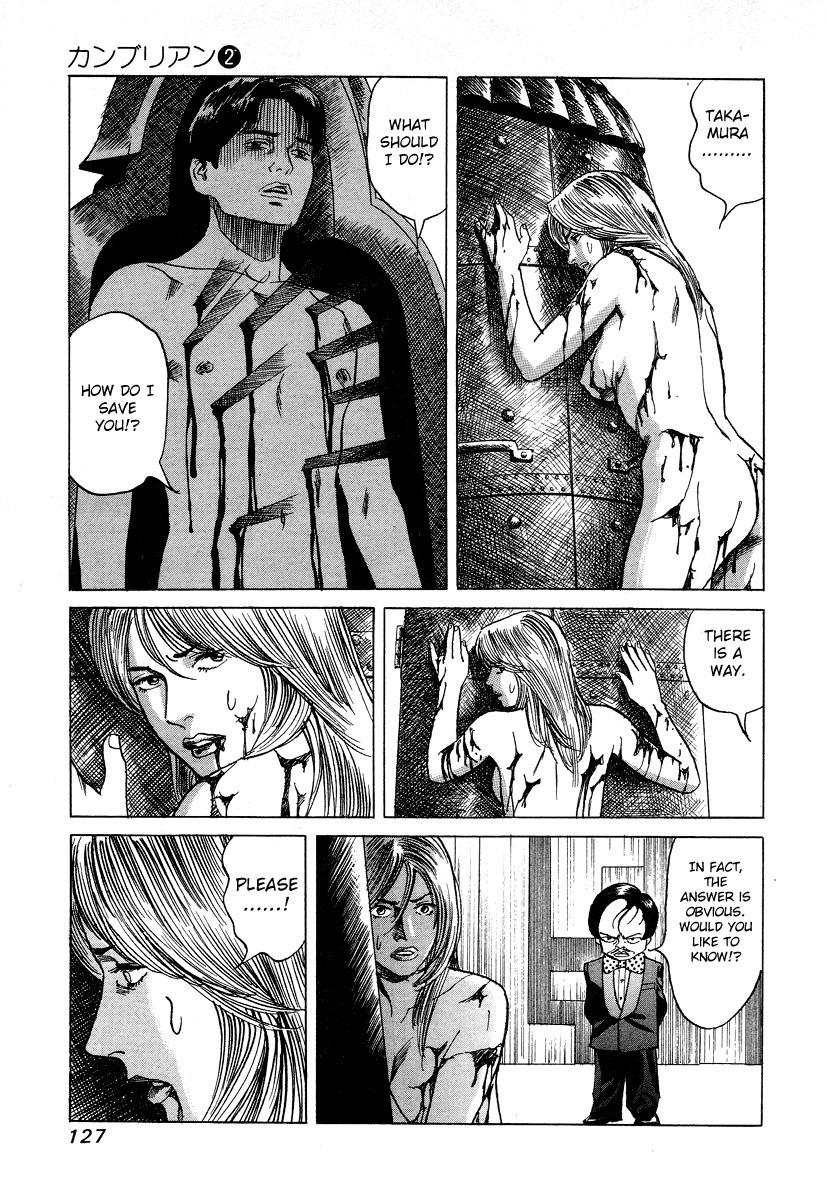 カンブリアン❷
TAKA-
MURA
.........
WHAT
SHOULD
I DO!?
HOW DO I
SAVE
YOU!?
THERE
IS A
WAY.
IN FACT,
THE
ANSWER IS
OBVIOUS.
WOULD YOU
LIKE TO
KNOW!?
PLEASE
......!
127